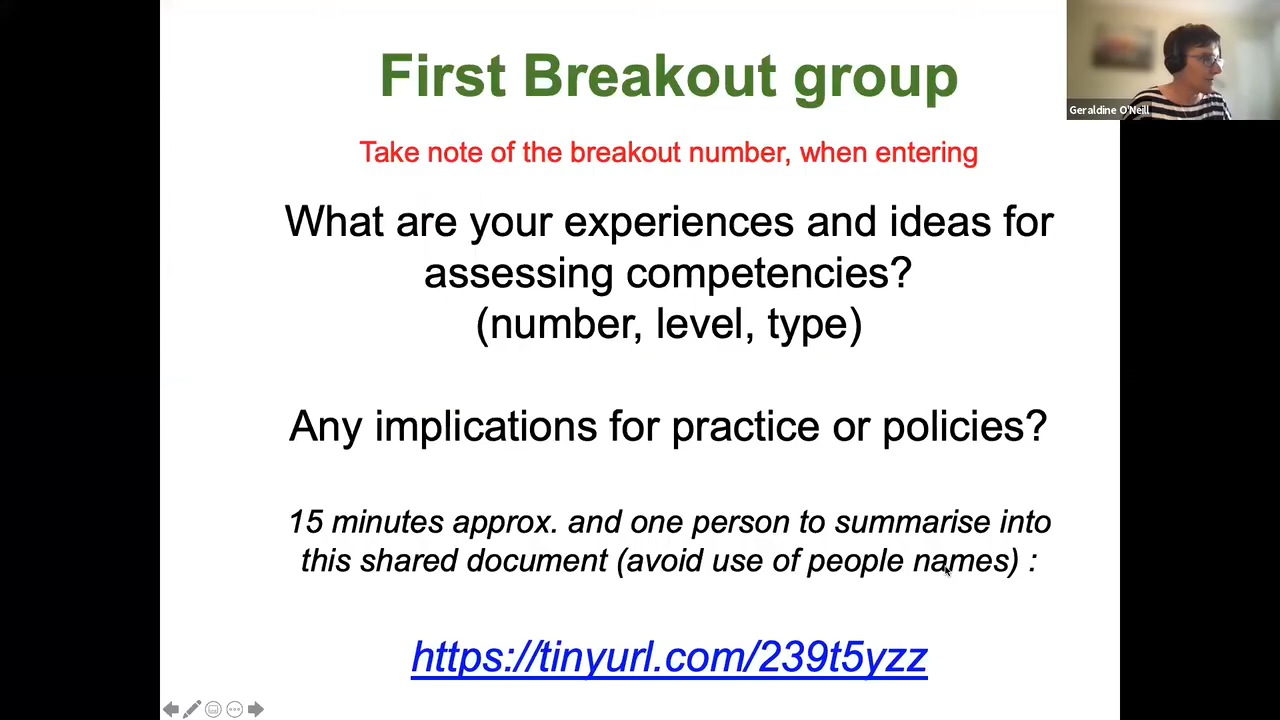 First Breakout group
Geraldine O'Neill
Take note of the breakout number, when entering
What are your experiences and ideas for
assessing competencies?
(number, level, type)
Any implications for practice or policies?
15 minutes approx. and one person to summarise into
this shared document (avoid use of people names) :
https://tinyurl.com/239t5yzz